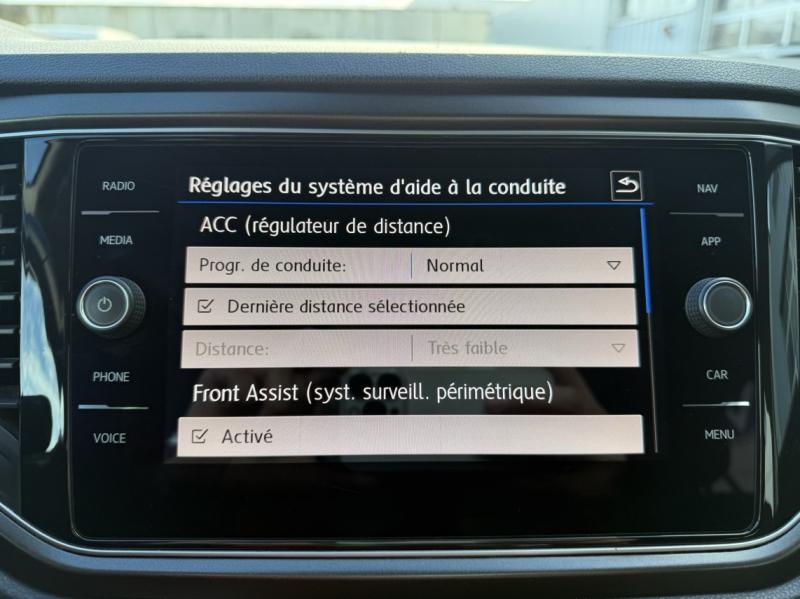 RADIO
MEDIA
PHONE
VOICE
Réglages du système d'aide à la conduite
ACC (régulateur de distance)
Progr. de conduite: Normal
Dernière distance sélectionnée
Distance: Très faible
Front Assist (syst. surveill. périmétrique)
Activé
NAV
APP
CAR
MENU